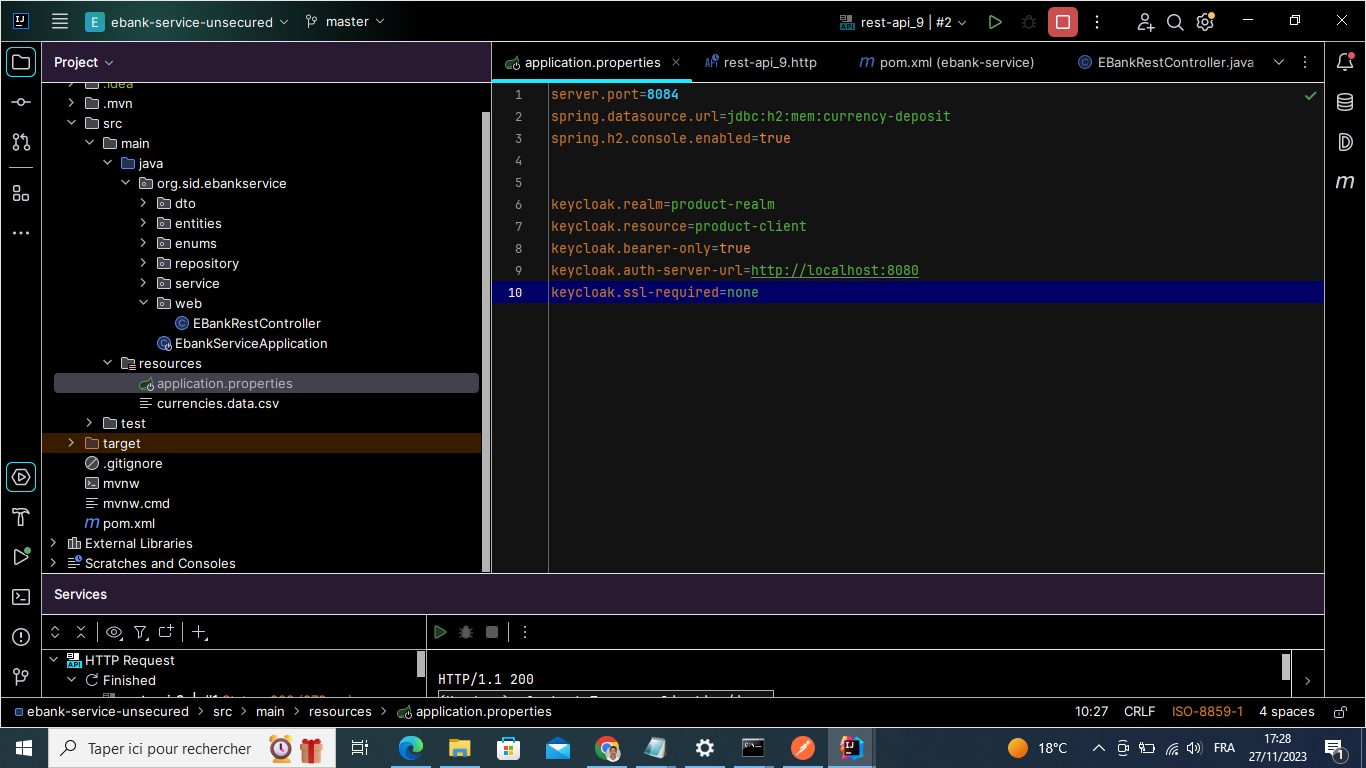 E ebank-service-unsecured master rest-api_9 | #2
Project
application.properties
rest-api_9.http
pom.xml (ebank-service)
EBankRestController.java
.idea
.mvn
src
main
java
org.sid.ebankservice
dto
entities
enums
repository
service
web
EBankRestController
EbankServiceApplication
resources
application.properties
currencies.data.csv
test
target
.gitignore
mvnw
mvnw.cmd
pom.xml
External Libraries
Scratches and Consoles
1 server.port=8084
2 spring.datasource.url=jdbc:h2:mem:currency-deposit
3 spring.h2.console.enabled=true
4
5
6 keycloak.realm=product-realm
7 keycloak.resource=product-client
8 keycloak.bearer-only=true
9 keycloak.auth-server-url=http://localhost:8080
10 keycloak.ssl-required=none
Services
HTTP Request
Finished
HTTP/1.1 200
ebank-service-unsecured > src > main > resources > application.properties
10:27 CRLF ISO-8859-1 4 spaces
Taper ici pour rechercher
18°C
FRA
17:28
27/11/2023
1